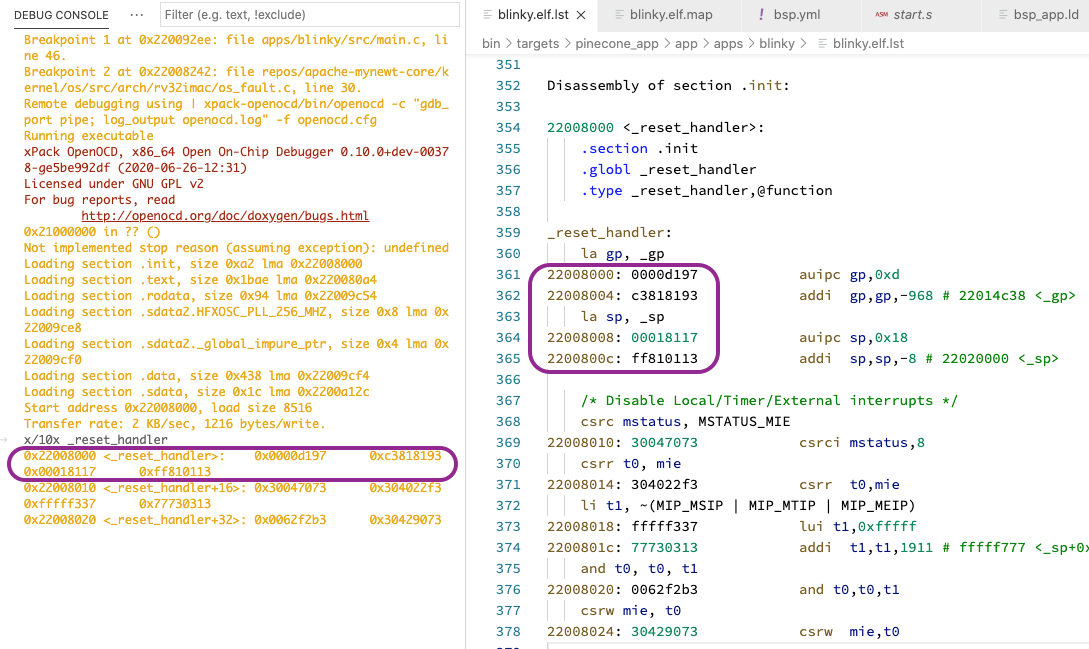 DEBUG CONSOLE
···
Filter (e.g. text, !exclude)
Breakpoint 1 at 0x220092ee: file apps/blinky/src/main.c, li
ne 46.
Breakpoint 2 at 0x22008242: file repos/apache-mynewt-core/k
ernel/os/src/arch/rv32imac/os_fault.c, line 30.
Remote debugging using | xpack-openocd/bin/openocd -c "gdb_
port pipe; log_output openocd.log" -f openocd.cfg
Running executable
xPack OpenOCD, x86_64 Open On-Chip Debugger 0.10.0+dev-0037
8-ge5be992df (2020-06-26-12:31)
Licensed under GNU GPL v2
For bug reports, read
http://openocd.org/doc/doxygen/bugs.html
0x21000000 in ?? ()
Not implemented stop reason (assuming exception): undefined
Loading section .init, size 0xa2 lma 0x22008000
Loading section .text, size 0x1bae lma 0x220080a4
Loading section .rodata, size 0x94 lma 0x22009c54
Loading section .sdata2.HFXOSC_PLL_256_MHZ, size 0x8 lma 0x
22009ce8
Loading section .sdata2._global_impure_ptr, size 0x4 lma 0x
22009cf0
Loading section .data, size 0x438 lma 0x22009cf4
Loading section .sdata, size 0x1c lma 0x2200a12c
Start address 0x22008000, load size 8516
Transfer rate: 2 KB/sec, 1216 bytes/write.
x/10x _reset_handler
0x22008000 <_reset_handler>: 0x0000d197 0xc3818193
0x00018117 0xff810113
0x22008010 <_reset_handler+16>: 0x30047073 0x304022f3
0xfffff337 0x77730313
0x22008020 <_reset_handler+32>: 0x0062f2b3 0x30429073
blinky.elf.lst ×
blinky.elf.map
! bsp.yml
ASM start.s
bsp_app.ld
bin > targets > pinecone_app > app > apps > blinky > blinky.elf.lst
351
352 Disassembly of section .init:
353
354 22008000 <_reset_handler>:
355 .section .init
356 .globl _reset_handler
357 .type _reset_handler,@function
358
359 _reset_handler:
360 la gp, _gp
361 22008000: 0000d197 auipc gp,0xd
362 22008004: c3818193 addi gp,gp,-968 # 22014c38 <_gp>
363 la sp, _sp
364 22008008: 00018117 auipc sp,0x18
365 2200800c: ff810113 addi sp,sp,-8 # 22020000 <_sp>
366
367 /* Disable Local/Timer/External interrupts */
368 csrc mstatus, MSTATUS_MIE
369 22008010: 30047073 csrci mstatus,8
370 csrr t0, mie
371 22008014: 304022f3 csrr t0,mie
372 li t1, ~(MIP_MSIP | MIP_MTIP | MIP_MEIP)
373 22008018: fffff337 lui t1,0xfffff
374 2200801c: 77730313 addi t1,t1,1911 # fffff777 <_sp+0x
375 and t0, t0, t1
376 22008020: 0062f2b3 and t0,t0,t1
377 csrw mie, t0
378 22008024: 30429073 csrw mie,t0